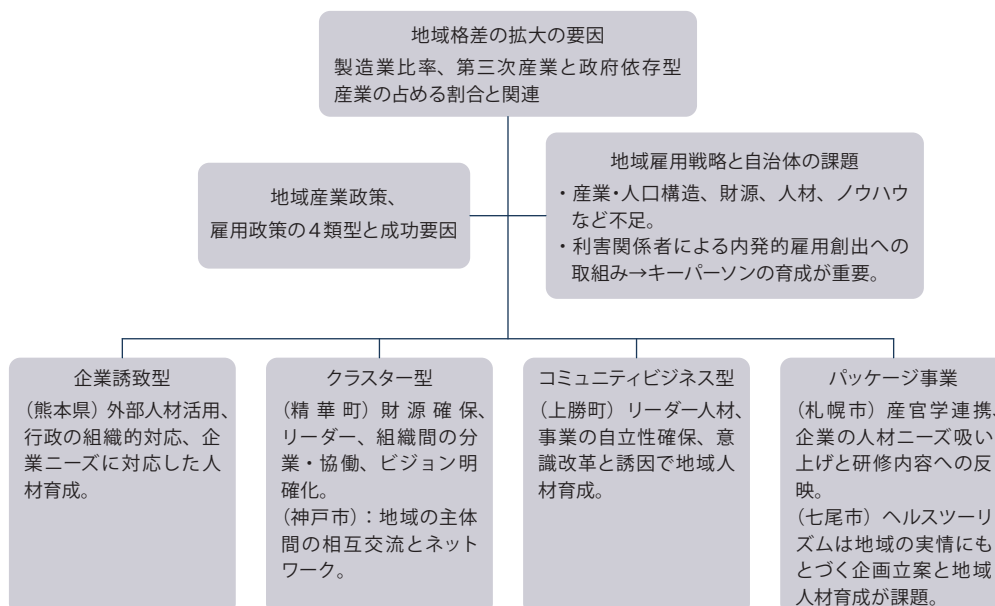 地域格差の拡大の要因
製造業比率、第三次産業と政府依存型
産業の占める割合と関連
地域産業政策、
雇用政策の4類型と成功要因
地域雇用戦略と自治体の課題
・産業・人口構造、財源、人材、ノウハウ
など不足。
・利害関係者による内発的雇用創出への
取組み→キーパーソンの育成が重要。
企業誘致型
（熊本県）外部人材活用、
行政の組織的対応、企
業ニーズに対応した人
材育成。
クラスター型
（精華町）財源確保、
リーダー、組織間の分
業・協働、ビジョン明
確化。
（神戸市）：地域の主体
間の相互交流とネット
ワーク。
コミュニティビジネス型
（上勝町）リーダー人材、
事業の自立性確保、意
識改革と誘因で地域人
材育成。
パッケージ事業
（札幌市）産官学連携、
企業の人材ニーズ吸い
上げと研修内容への反
映。
（七尾市）ヘルスツーリ
ズムは地域の実情にも
とづく企画立案と地域
人材育成が課題。